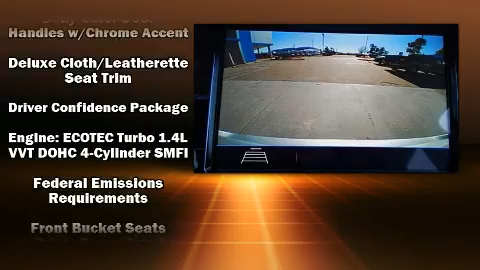 Handles w/Chrome Accent
Deluxe Cloth/Leatherette
Seat Trim
Driver Confidence Package
Engine: ECOTEC Turbo 1.4L
VVT DOHC 4-Cylinder SMFI
Federal Emissions
Requirements
Front Bucket Seats